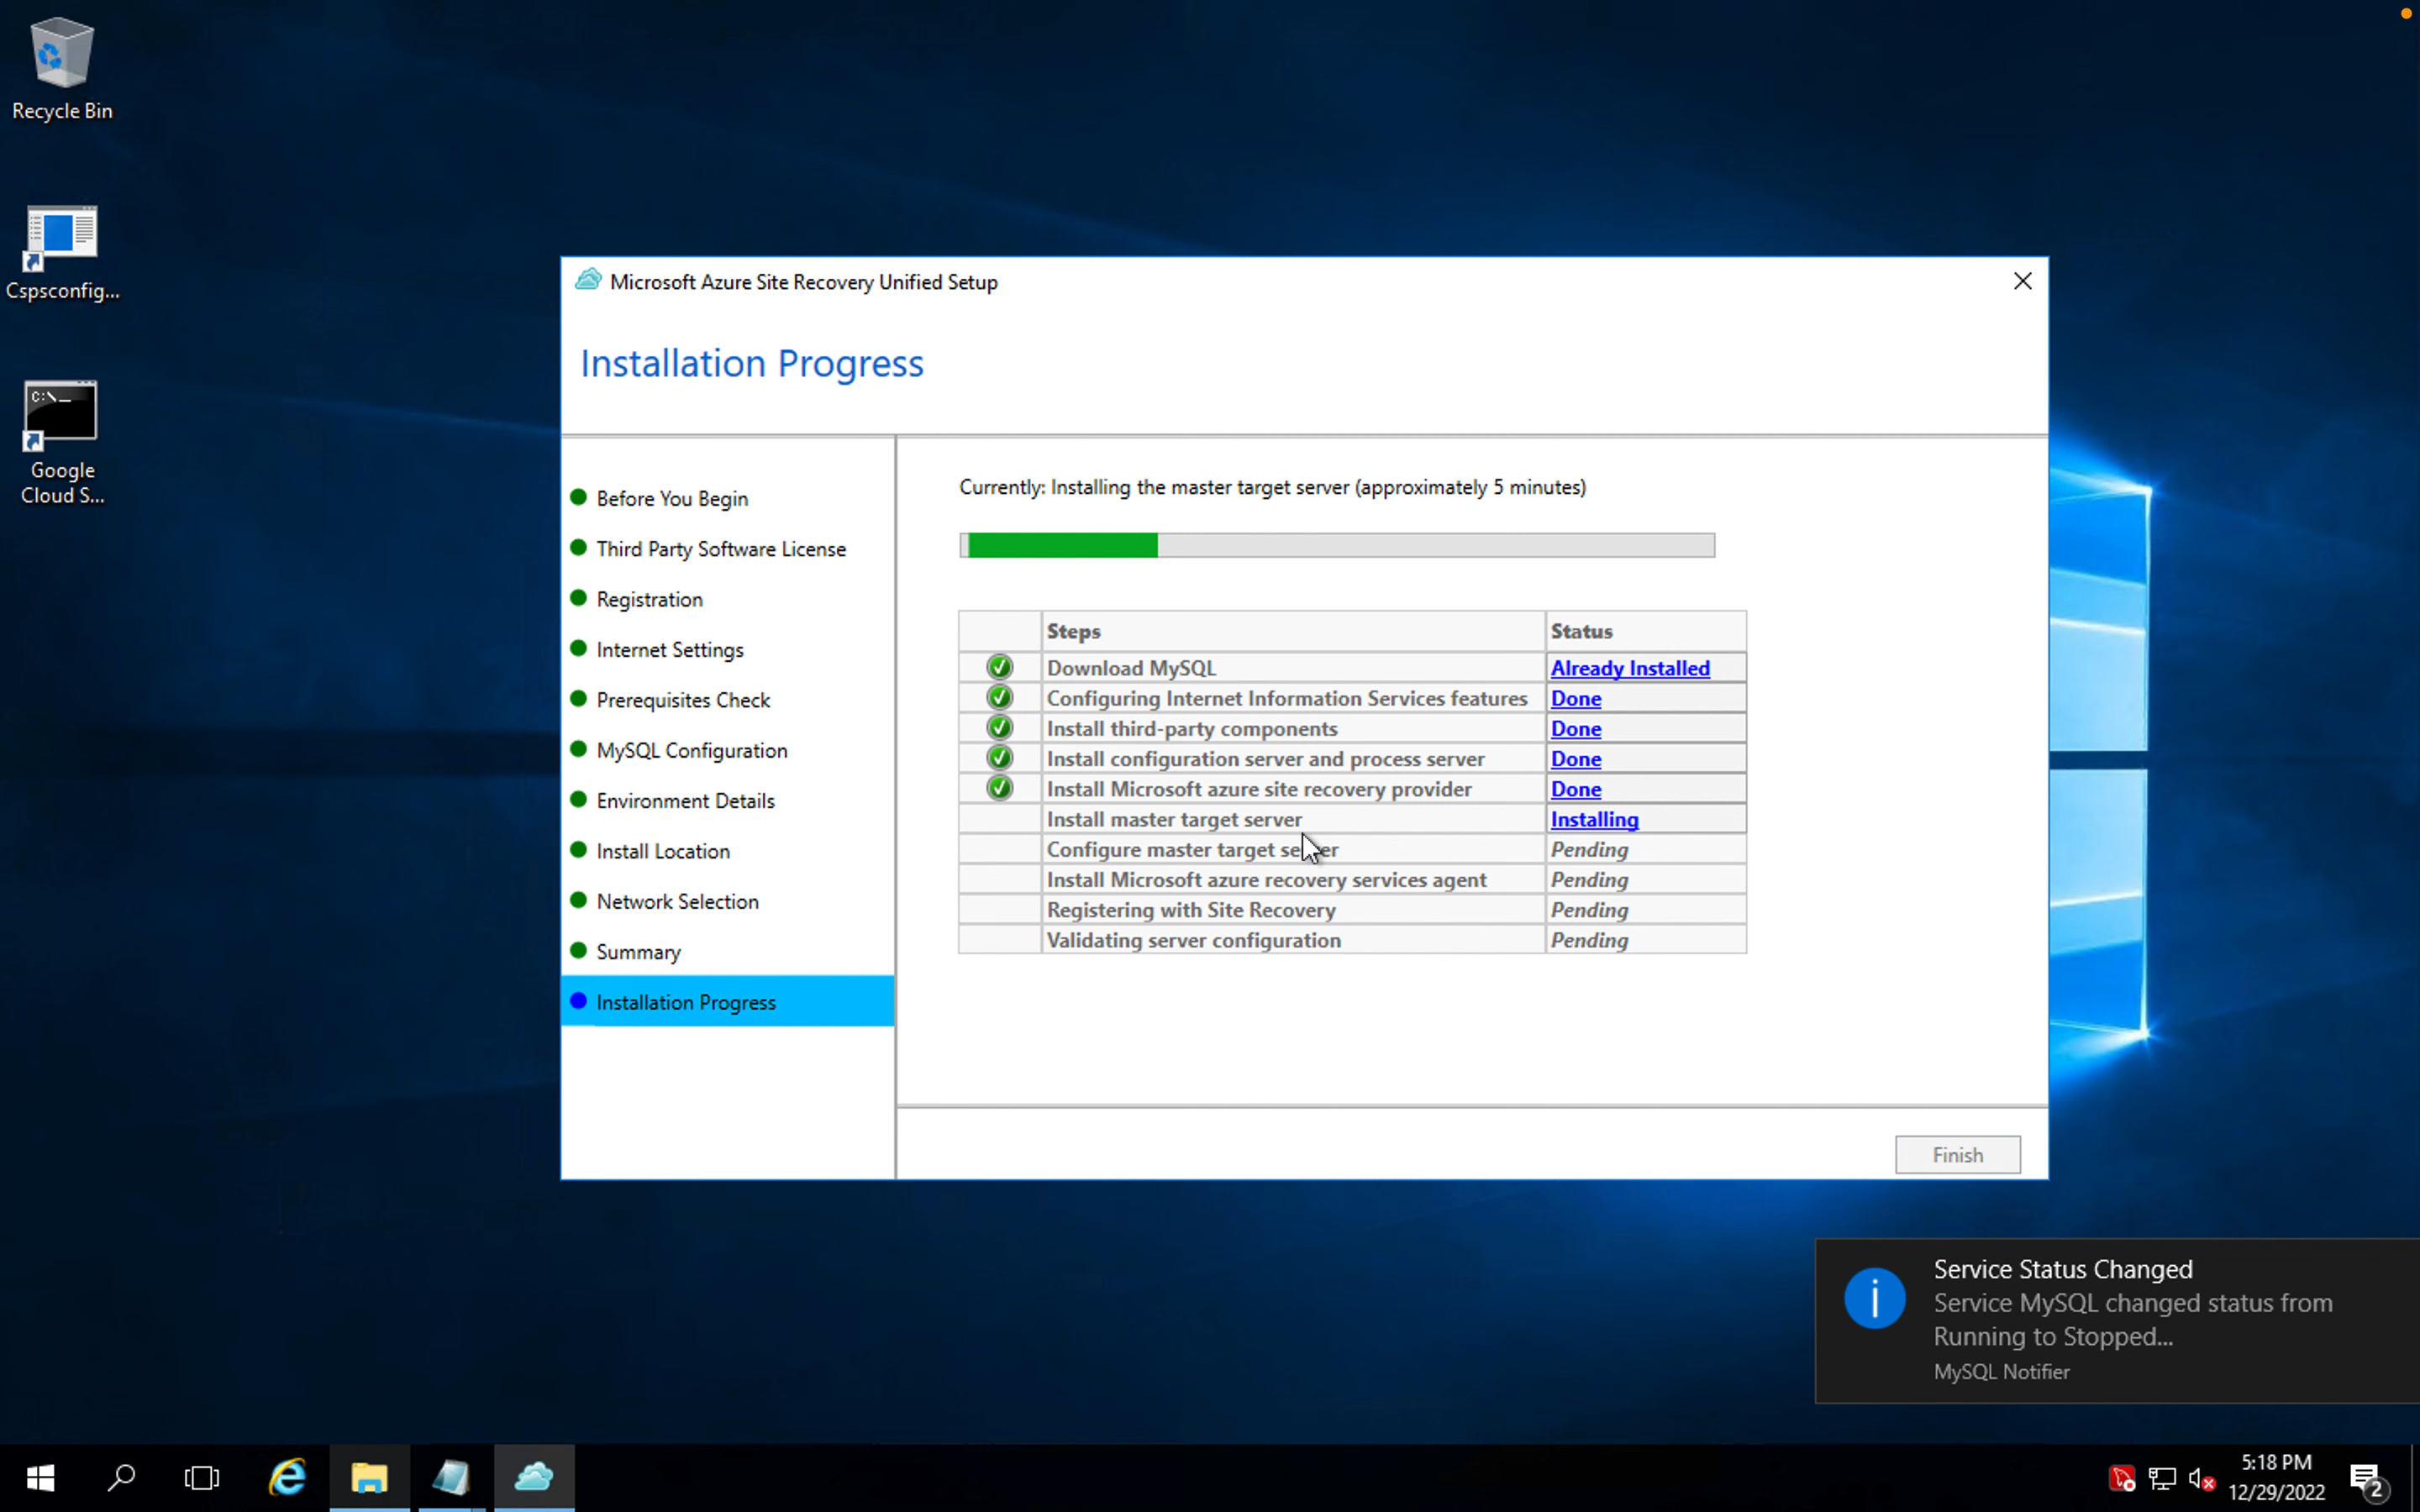 Recycle Bin
Cspsconfig...
C:\_
Google
Cloud S...
Microsoft Azure Site Recovery Unified Setup
Installation Progress
Before You Begin
Third Party Software License
Registration
Internet Settings
Prerequisites Check
MySQL Configuration
Environment Details
Install Location
Network Selection
Summary
Installation Progress
Currently: Installing the master target server (approximately 5 minutes)
Steps Status
Download MySQL Already Installed
Configuring Internet Information Services features Done
Install third-party components Done
Install configuration server and process server Done
Install Microsoft azure site recovery provider Done
Install master target server Installing
Configure master target server Pending
Install Microsoft azure recovery services agent Pending
Registering with Site Recovery Pending
Validating server configuration Pending
Finish
Service Status Changed
Service MySQL changed status from
Running to Stopped...
MySQL Notifier
5:18 PM
12/29/2022
2